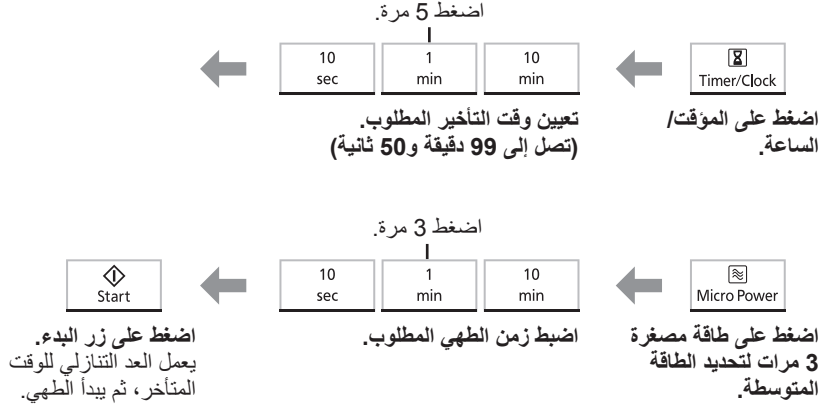 اضغط 5 مرة.
Timer/Clock
10
min
1
min
10
sec
اضغط على المؤقت/
الساعة.
تعيين وقت التأخير المطلوب.
(تصل إلى 99 دقيقة و50 ثانية)
اضغط 3 مرة.
Micro Power
10
min
1
min
10
sec
Start
اضغط على طاقة مصغرة
3 مرات لتحديد الطاقة
المتوسطة.
اضبط زمن الطهي المطلوب.
اضغط على زر البدء.
يعمل العد التنازلي للوقت
المتأخر، ثم يبدأ الطهي.